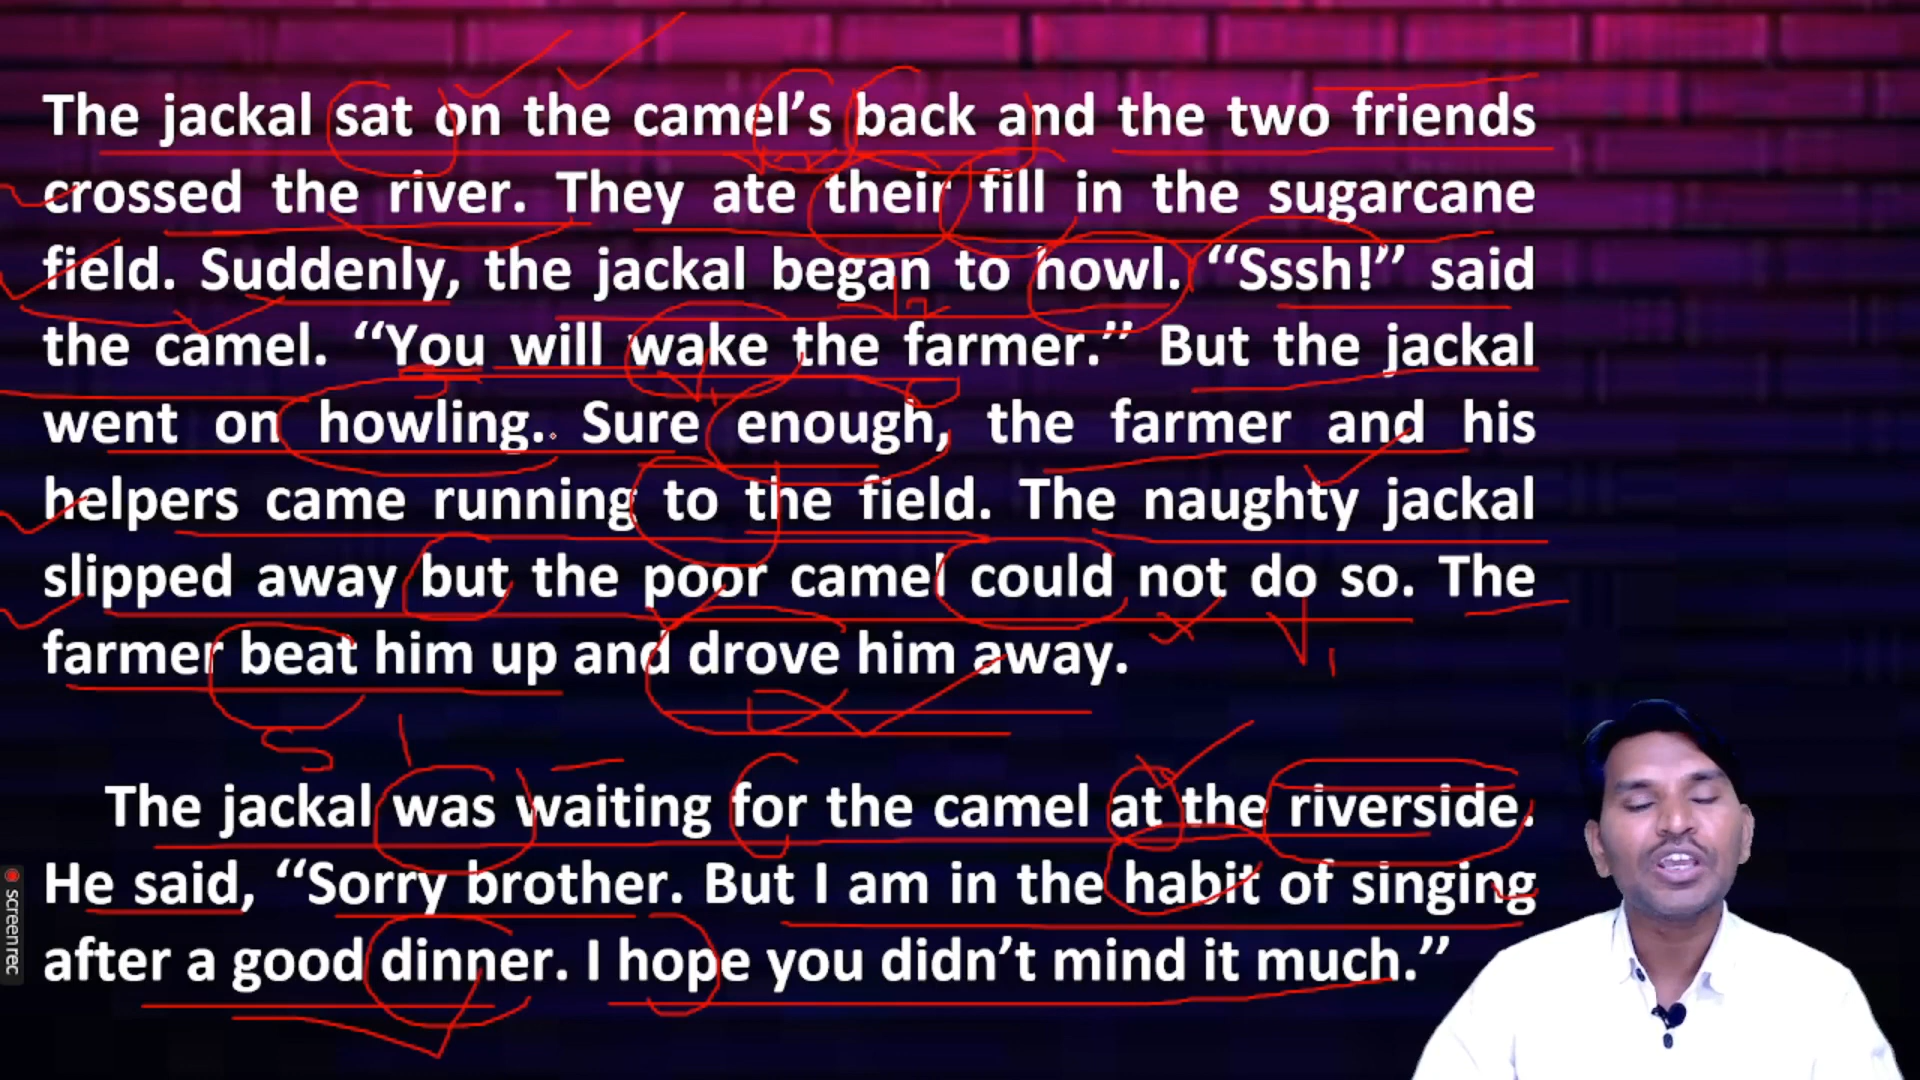 The jackal sat on the camel’s back and the two friends
crossed the river. They ate their fill in the sugarcane
field. Suddenly, the jackal began to howl. “Sssh!” said
the camel. “You will wake the farmer.” But the jackal
went on howling. Sure enough, the farmer and his
helpers came running to the field. The naughty jackal
slipped away but the poor camel could not do so. The
farmer beat him up and drove him away.
The jackal was waiting for the camel at the riverside.
He said, “Sorry brother. But I am in the habit of singing
after a good dinner. I hope you didn’t mind it much.”
screenrec